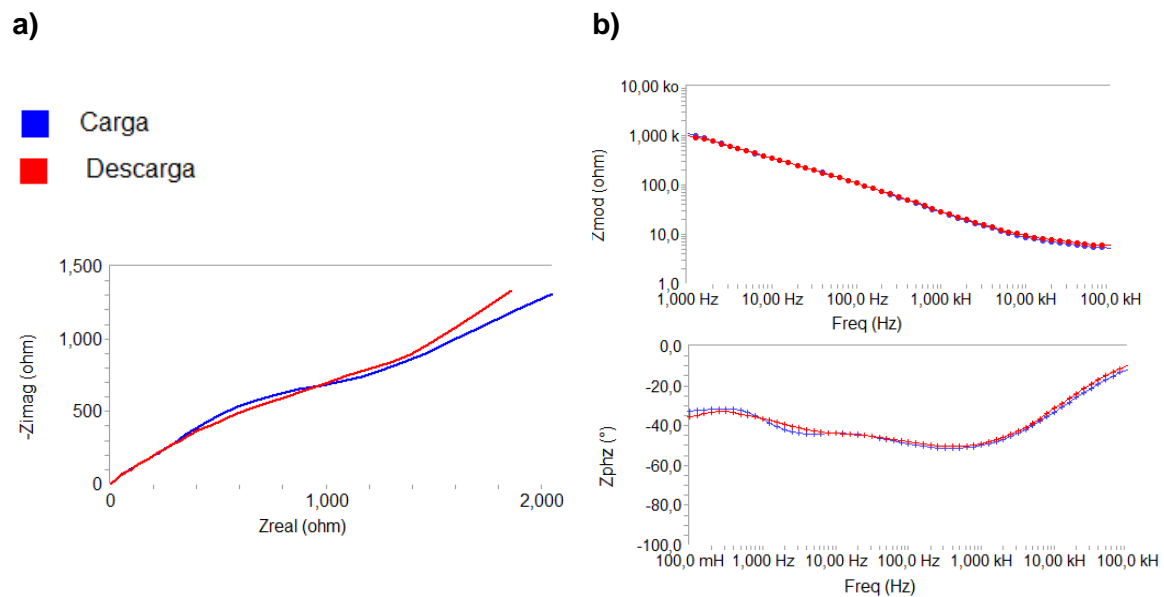 a)
b)
Carga
Descarga
1,500
1,000
500
0
-Zimag (ohm)
0
1,000
2,000
Zreal (ohm)
10,00 ko
1,000 k
100,0
10,0
1,0
Zmod (ohm)
1,000 Hz
10,00 Hz
100,0 Hz
1,000 kH
10,00 kH
100,0 kH
Freq (Hz)
0,0
-20,0
-40,0
-60,0
-80,0
-100,0
Zphz (°)
100,0 mH
1,000 Hz
10,00 Hz
100,0 Hz
1,000 kH
10,00 kH
100,0 kH
Freq (Hz)